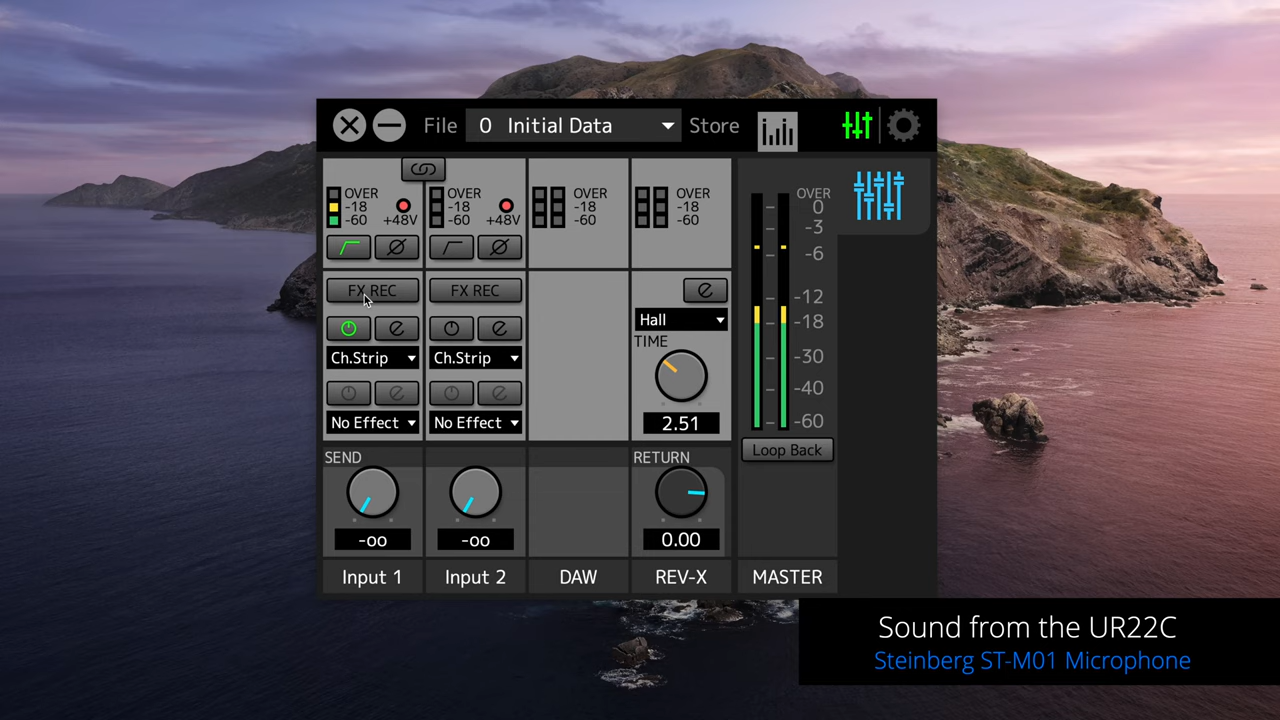 File 0 Initial Data Store
OVER -18 -60 +48V
OVER -18 -60 +48V
OVER -18 -60
OVER -18 -60
OVER 0 -3 -6 -12 -18 -30 -40 -60
FX REC FX REC
Hall
TIME
Ch.Strip Ch.Strip
No Effect No Effect 2.51
Loop Back
SEND RETURN
-oo -oo 0.00
Input 1 Input 2 DAW REV-X MASTER
Sound from the UR22C
Steinberg ST-M01 Microphone